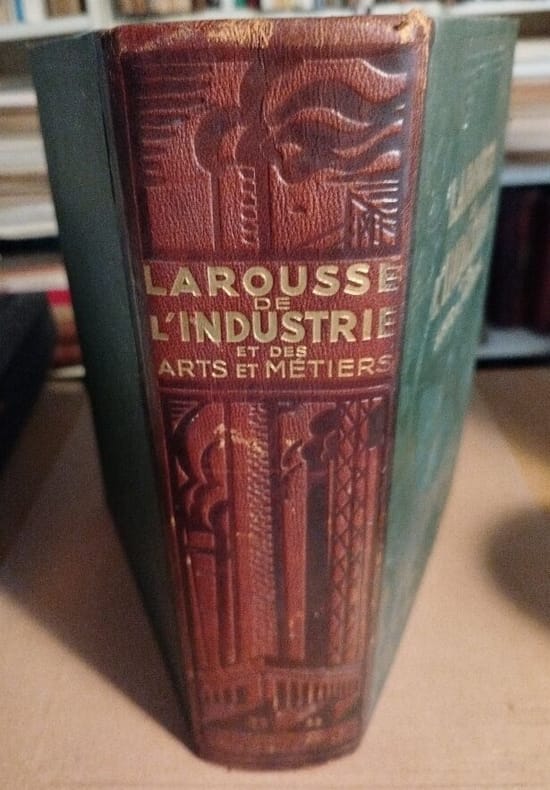 LAROUSSE
DE
L'INDUSTRIE
ET DES
ARTS ET MÉTIERS